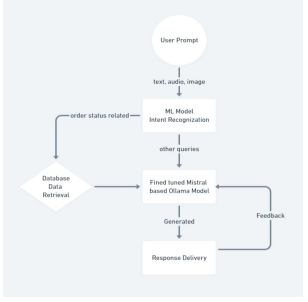 User Prompt
text, audio, image
order status related
ML Model
Intent Recognization
other queries
Database
Data
Retrieval
Fined tuned Mistral
based Ollama Model
Feedback
Generated
Response Delivery